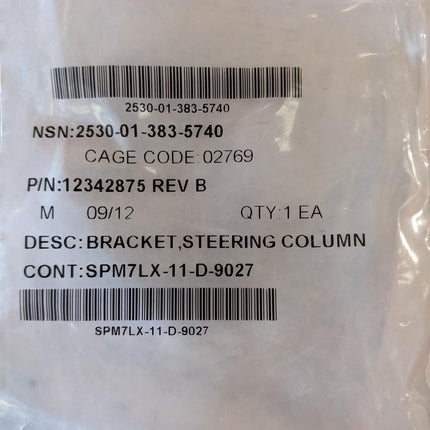 2530-01-383-5740
NSN:2530-01-383-5740
CAGE CODE:02769
P/N:12342875 REV B
M 09/12 QTY:1 EA
DESC:BRACKET,STEERING COLUMN
CONT:SPM7LX-11-D-9027
SPM7LX-11-D-9027